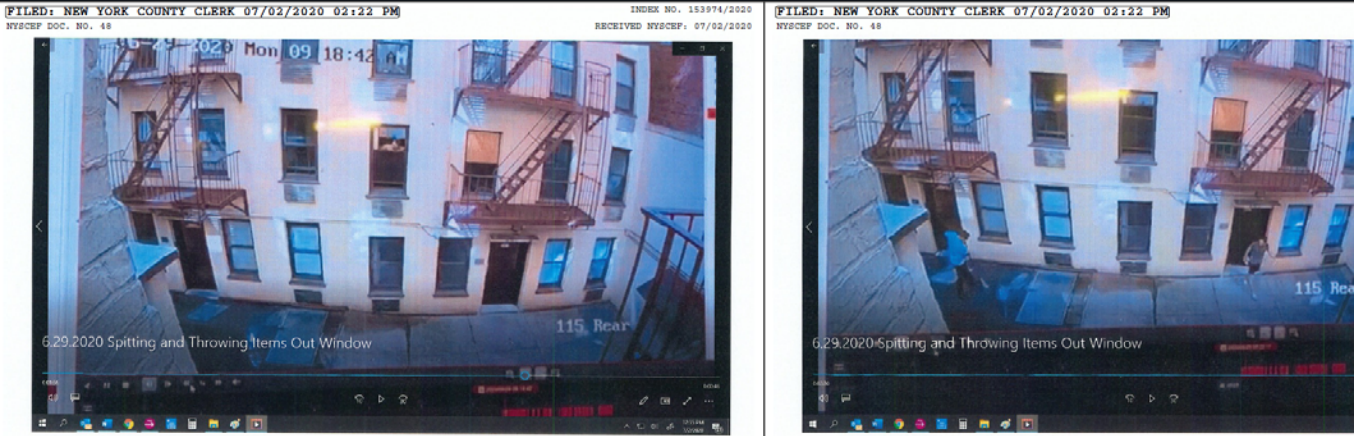 FILED: NEW YORK COUNTY CLERK 07/02/2020 02:22 PM
INDEX NO. 153974/2020
NYSCEF DOC. NO. 48
RECEIVED NYSCEF: 07/02/2020
06-29-2020 Mon 09:18:42 AM
115 Rear
6.29.2020 Spitting and Throwing Items Out Window
FILED: NEW YORK COUNTY CLERK 07/02/2020 02:22 PM
NYSCEF DOC. NO. 48
115 Rea
6.29.2020 Spitting and Throwing Items Out Window